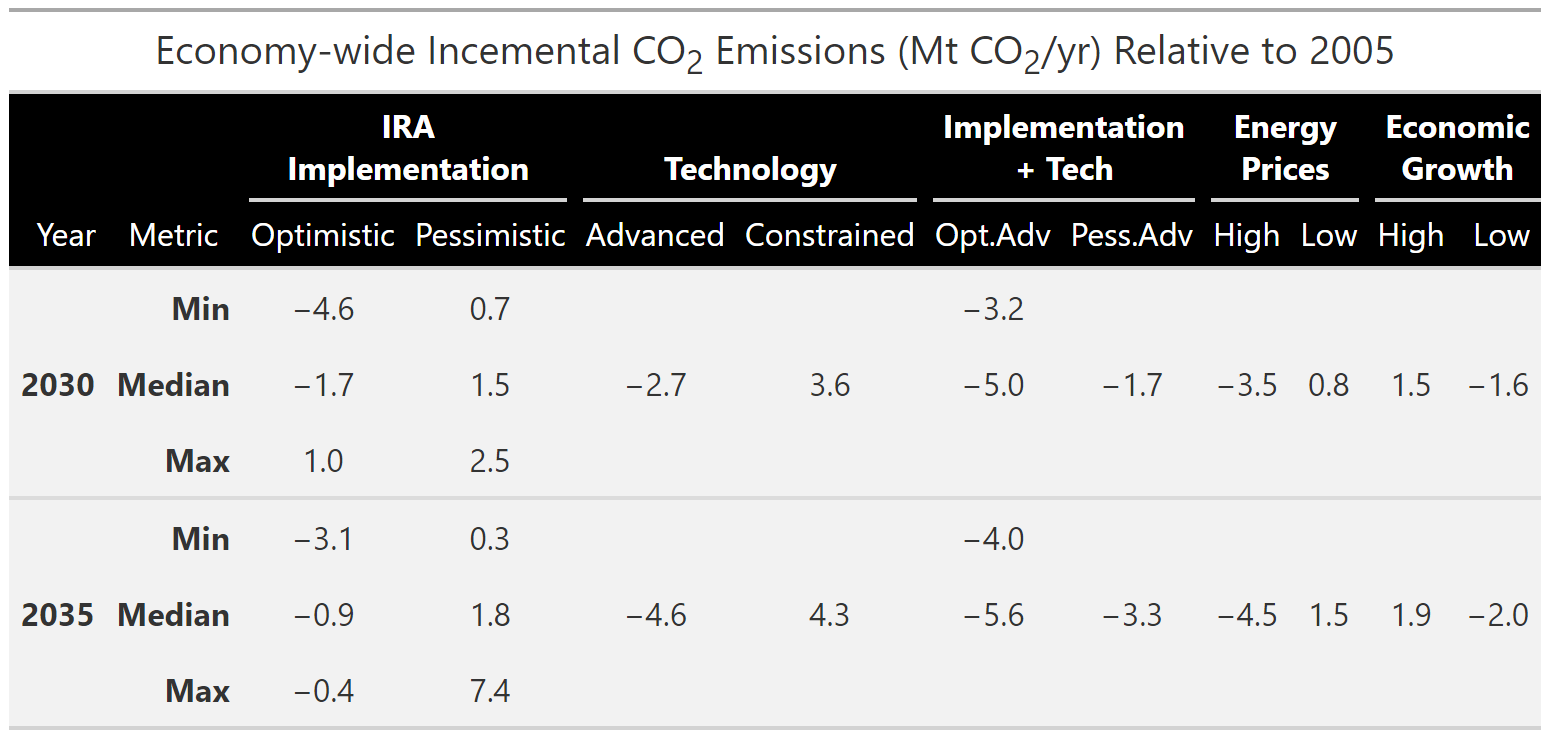 Economy-wide Incemental CO₂ Emissions (Mt CO₂/yr) Relative to 2005
IRA Implementation Energy Economic
Implementation Technology + Tech Prices Growth
Year Metric Optimistic Pessimistic Advanced Constrained Opt.Adv Pess.Adv High Low High Low
Min −4.6 0.7 −3.2
2030 Median −1.7 1.5 −2.7 3.6 −5.0 −1.7 −3.5 0.8 1.5 −1.6
Max 1.0 2.5
Min −3.1 0.3 −4.0
2035 Median −0.9 1.8 −4.6 4.3 −5.6 −3.3 −4.5 1.5 1.9 −2.0
Max −0.4 7.4